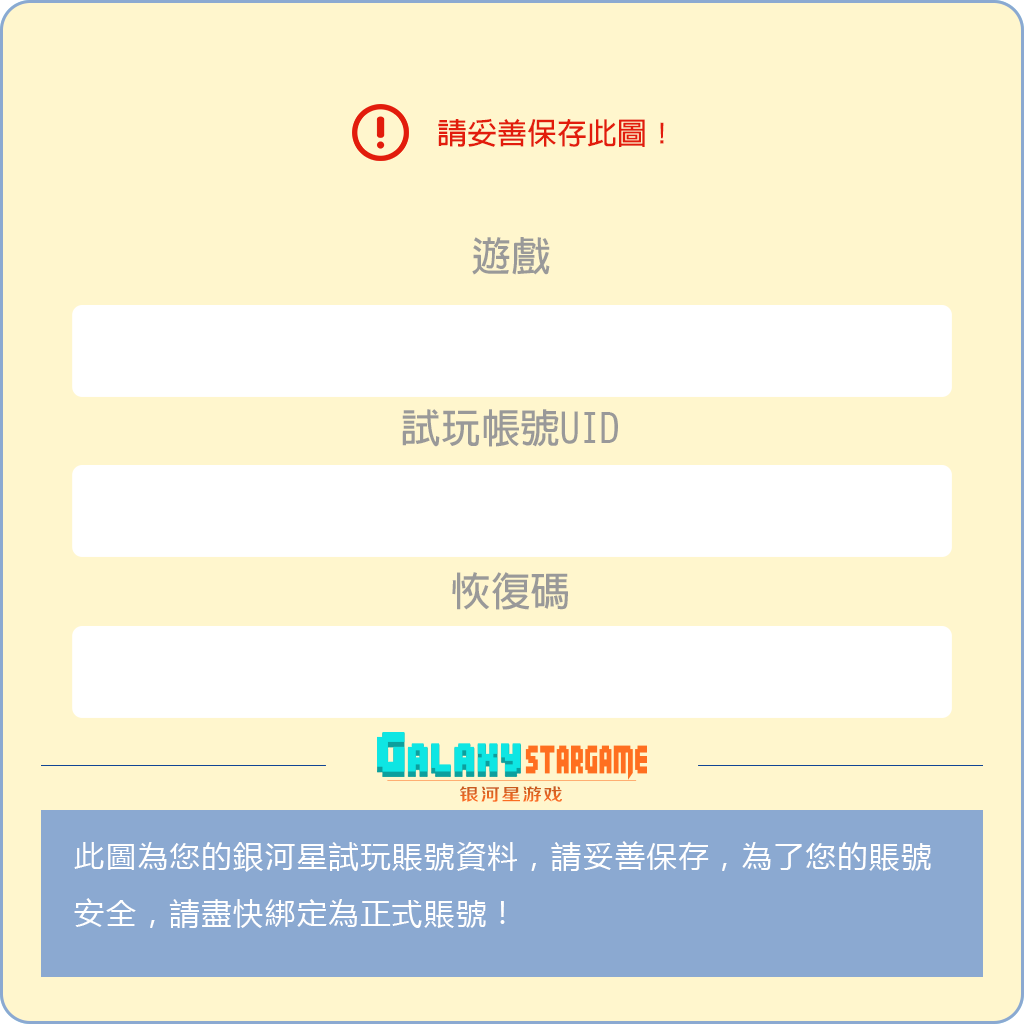 請妥善保存此圖！
遊戲
試玩帳號UID
恢復碼
GALAXY STARGAME
银河星游戏
此圖為您的銀河星試玩賬號資料，請妥善保存，為了您的賬號
安全，請盡快綁定為正式賬號！